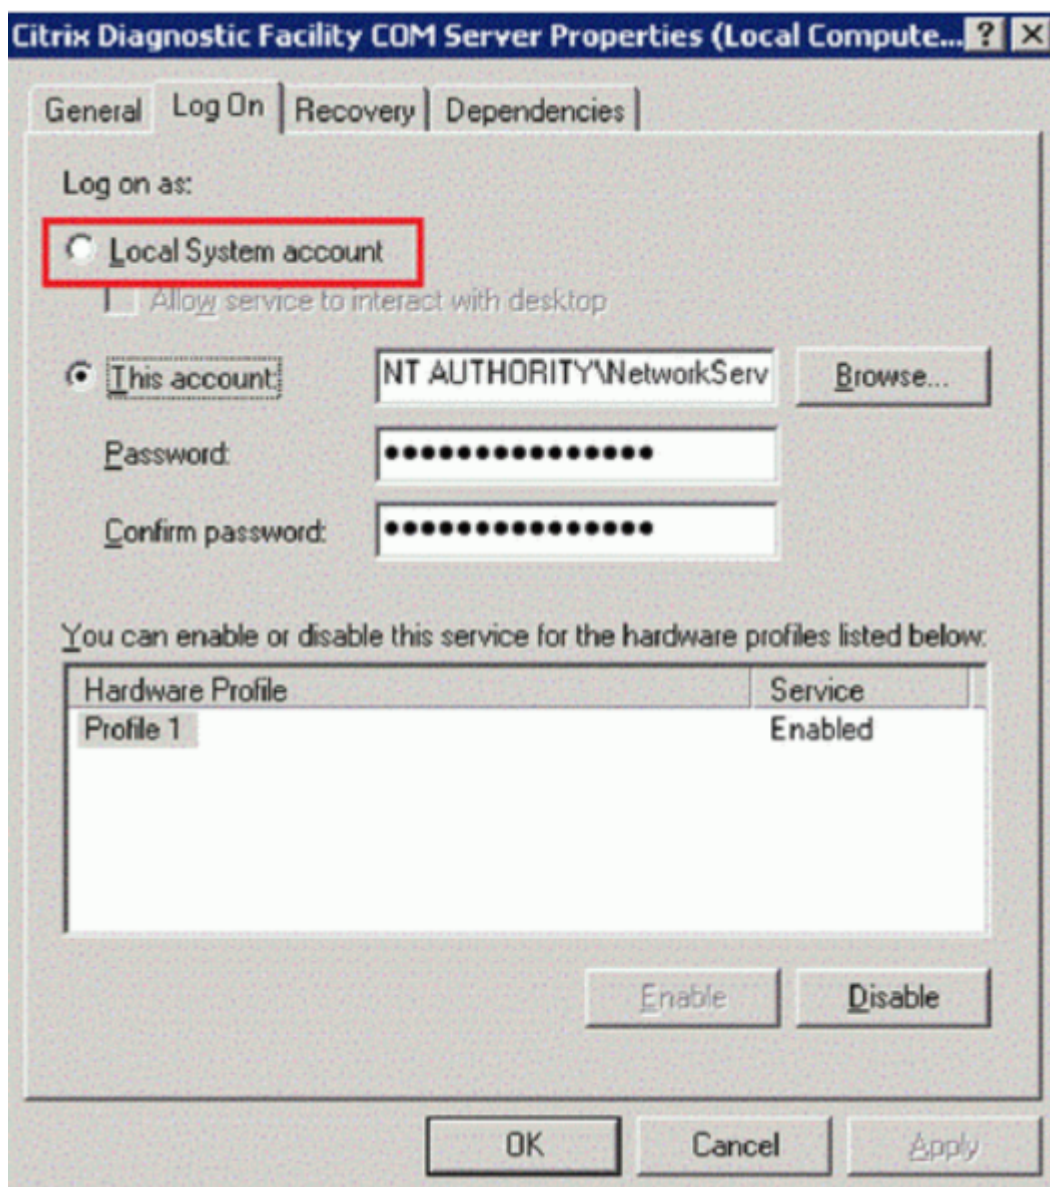 Citrix Diagnostic Facility COM Server Properties (Local Compute... ? X
General Log On Recovery Dependencies
Log on as:
Local System account
Allow service to interact with desktop
This account: NT AUTHORITY\NetworkServ Browse...
Password: ●●●●●●●●●●●●●●●
Confirm password: ●●●●●●●●●●●●●●●
You can enable or disable this service for the hardware profiles listed below:
Hardware Profile Service
Profile 1 Enabled
Enable Disable
OK Cancel Apply